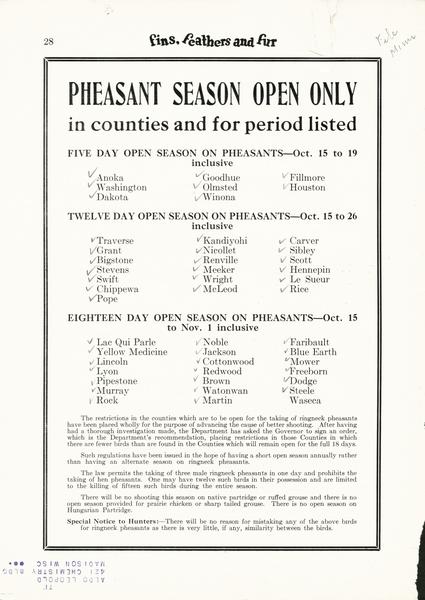 28
Fins, Feathers and Fur
File
PHEASANT SEASON OPEN ONLY
in counties and for period listed
FIVE DAY OPEN SEASON ON PHEASANTS—Oct. 15 to 19
inclusive
Anoka Goodhue Fillmore
Washington Olmsted Houston
Dakota Winona
TWELVE DAY OPEN SEASON ON PHEASANTS—Oct. 15 to 26
inclusive
Traverse Kandiyohi Carver
Grant Nicollet Sibley
Bigstone Renville Scott
Stevens Meeker Hennepin
Swift Wright Le Sueur
Chippewa McLeod Rice
Pope
EIGHTEEN DAY OPEN SEASON ON PHEASANTS—Oct. 15
to Nov. 1 inclusive
Lac Qui Parle Noble Faribault
Yellow Medicine Jackson Blue Earth
Lincoln Cottonwood Mower
Lyon Redwood Freeborn
Pipestone Brown Dodge
Murray Watonwan Steele
Rock Martin Waseca
The restrictions in the counties which are to be open for the taking of ringneck pheasants
have been placed wholly for the purpose of advancing the cause of better shooting. After having
had a thorough investigation made, the Department has asked the Governor to sign an order,
which is the Department's recommendation, placing restrictions in those Counties in which
there are fewer birds than are found in the Counties which will remain open for the full 18 days.
Such regulations have been issued in the hope of having a short open season annually rather
than having an alternate season on ringneck pheasants.
The law permits the taking of three male ringneck pheasants in one day and prohibits the
taking of hen pheasants. One may have twelve such birds in their possession and are limited
to the killing of fifteen such birds during the entire season.
There will be no shooting this season on native partridge or ruffed grouse and there is no
open season provided for prairie chicken or sharp tailed grouse. There is no open season on
Hungarian Partridge.
Special Notice to Hunters:—There will be no reason for mistaking any of the above birds
for ringneck pheasants as there is very little, if any, similarity between the birds.
ALDO LEOPOLD
421 CHEMISTRY BLDG
MADISON WISC